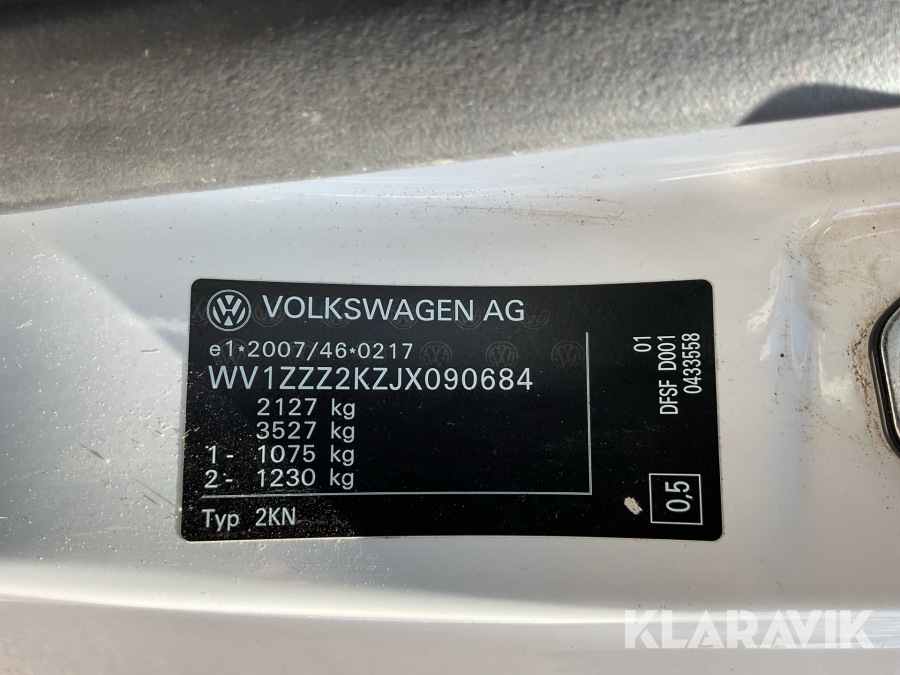 VOLKSWAGEN AG
e1*2007/46*0217
WV1ZZZ2KZJX090684
2127 kg
3527 kg
1- 1075 kg
2- 1230 kg
Typ 2KN
01
DFSF D001
0433558
0,5
KLARAVIK